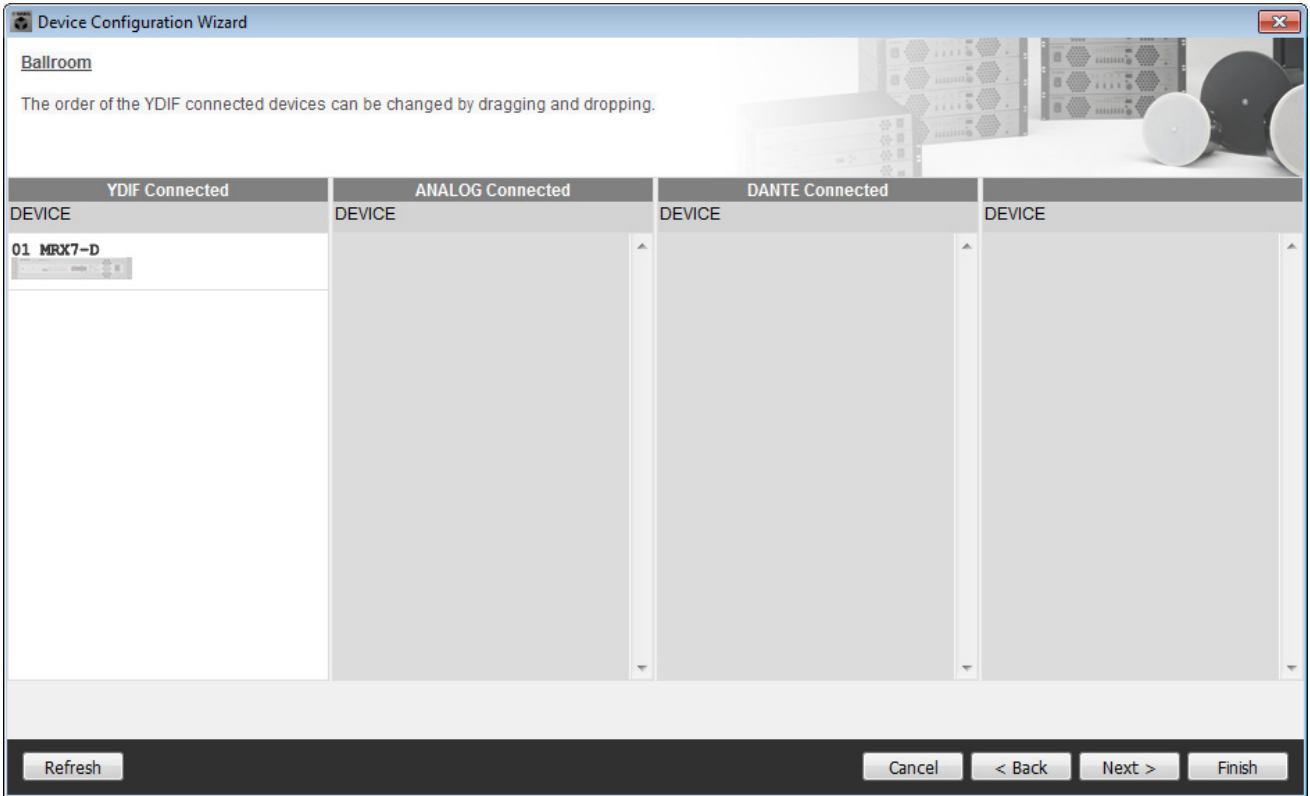 Device Configuration Wizard
Ballroom
The order of the YDIF connected devices can be changed by dragging and dropping.
YDIF Connected
ANALOG Connected
DANTE Connected
DEVICE
DEVICE
DEVICE
DEVICE
01 MRX7-D
Refresh
Cancel
< Back
Next >
Finish